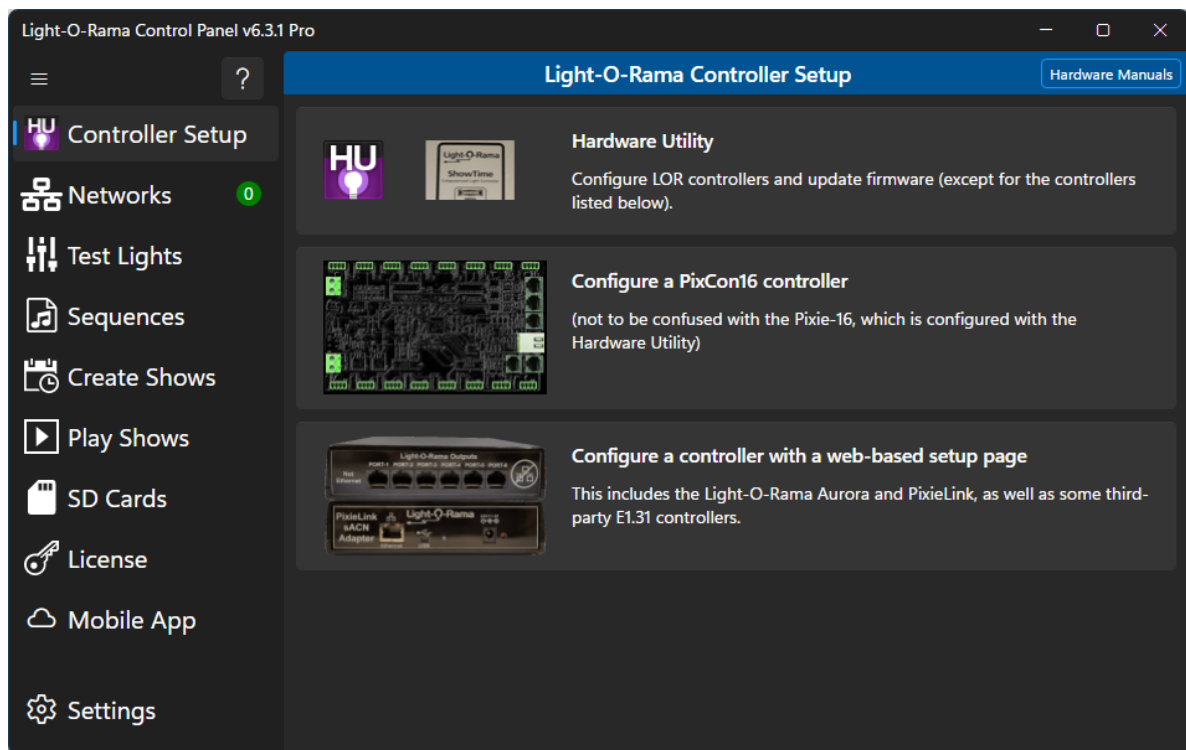 Light-O-Rama Control Panel v6.3.1 Pro
?
Light-O-Rama Controller Setup
Hardware Manuals
HU
Controller Setup
Networks
0
Test Lights
Sequences
Create Shows
Play Shows
SD Cards
License
Mobile App
Settings
HU
Light-O-Rama
ShowTime
Hardware Utility
Configure LOR controllers and update firmware (except for the controllers
listed below).
Configure a PixCon16 controller
(not to be confused with the Pixie-16, which is configured with the
Hardware Utility)
Light-O-Rama Outputs
PORT-1 PORT-2 PORT-3 PORT-4 PORT-5 PORT-6
Not
Ethernet
PixieLink
sACN
Adapter
Light-O-Rama
Ethernet
USB
Configure a controller with a web-based setup page
This includes the Light-O-Rama Aurora and PixieLink, as well as some third-
party E1.31 controllers.